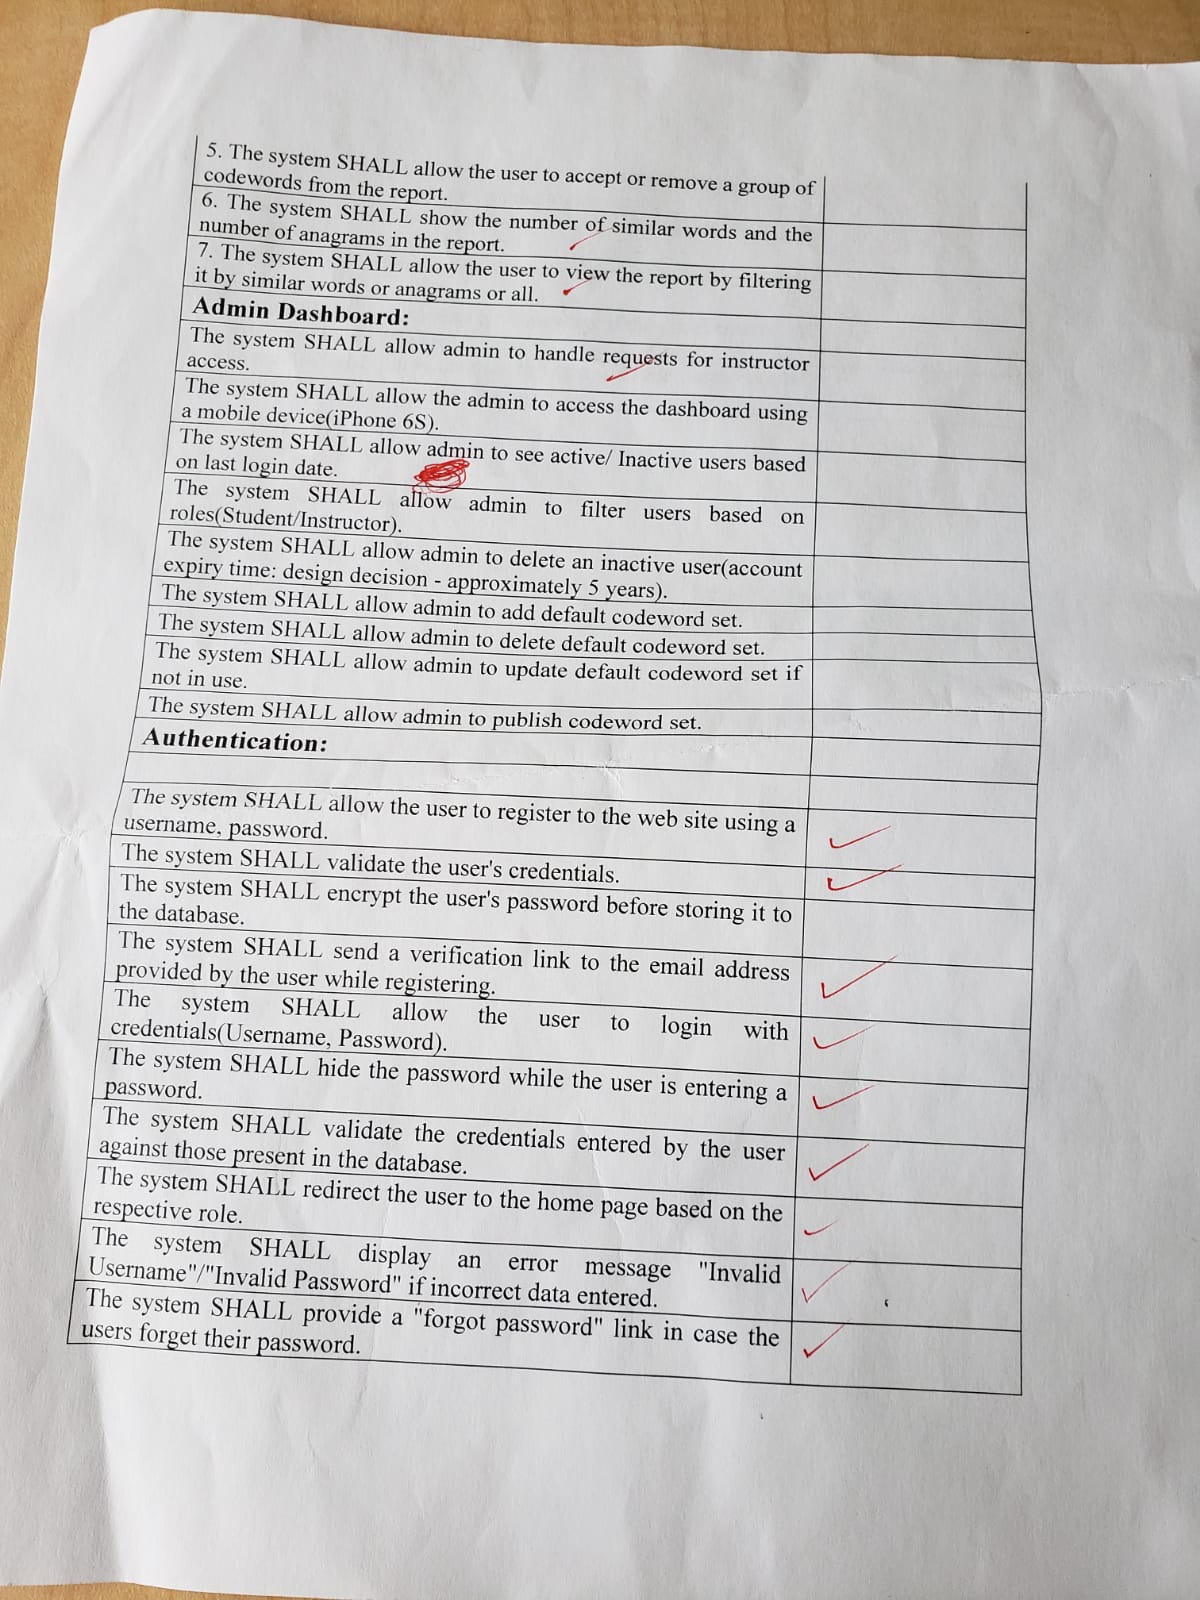 5. The system SHALL allow the user to accept or remove a group of
codewords from the report.
6. The system SHALL show the number of similar words and the
number of anagrams in the report.
7. The system SHALL allow the user to view the report by filtering
it by similar words or anagrams or all.
Admin Dashboard:
The system SHALL allow admin to handle requests for instructor
access.
The system SHALL allow the admin to access the dashboard using
a mobile device(iPhone 6S).
The system SHALL allow admin to see active/ Inactive users based
on last login date.
The system SHALL allow admin to filter users based on
roles(Student/Instructor).
The system SHALL allow admin to delete an inactive user(account
expiry time: design decision - approximately 5 years).
The system SHALL allow admin to add default codeword set.
The system SHALL allow admin to delete default codeword set.
The system SHALL allow admin to update default codeword set if
not in use.
The system SHALL allow admin to publish codeword set.
Authentication:
The system SHALL allow the user to register to the web site using a
username, password.
The system SHALL validate the user's credentials.
The system SHALL encrypt the user's password before storing it to
the database.
The system SHALL send a verification link to the email address
provided by the user while registering.
The system SHALL allow the user to login with
credentials(Username, Password).
The system SHALL hide the password while the user is entering a
password.
The system SHALL validate the credentials entered by the user
against those present in the database.
The system SHALL redirect the user to the home page based on the
respective role.
The system SHALL display an error message "Invalid
Username"/"Invalid Password" if incorrect data entered.
The system SHALL provide a "forgot password" link in case the
users forget their password.